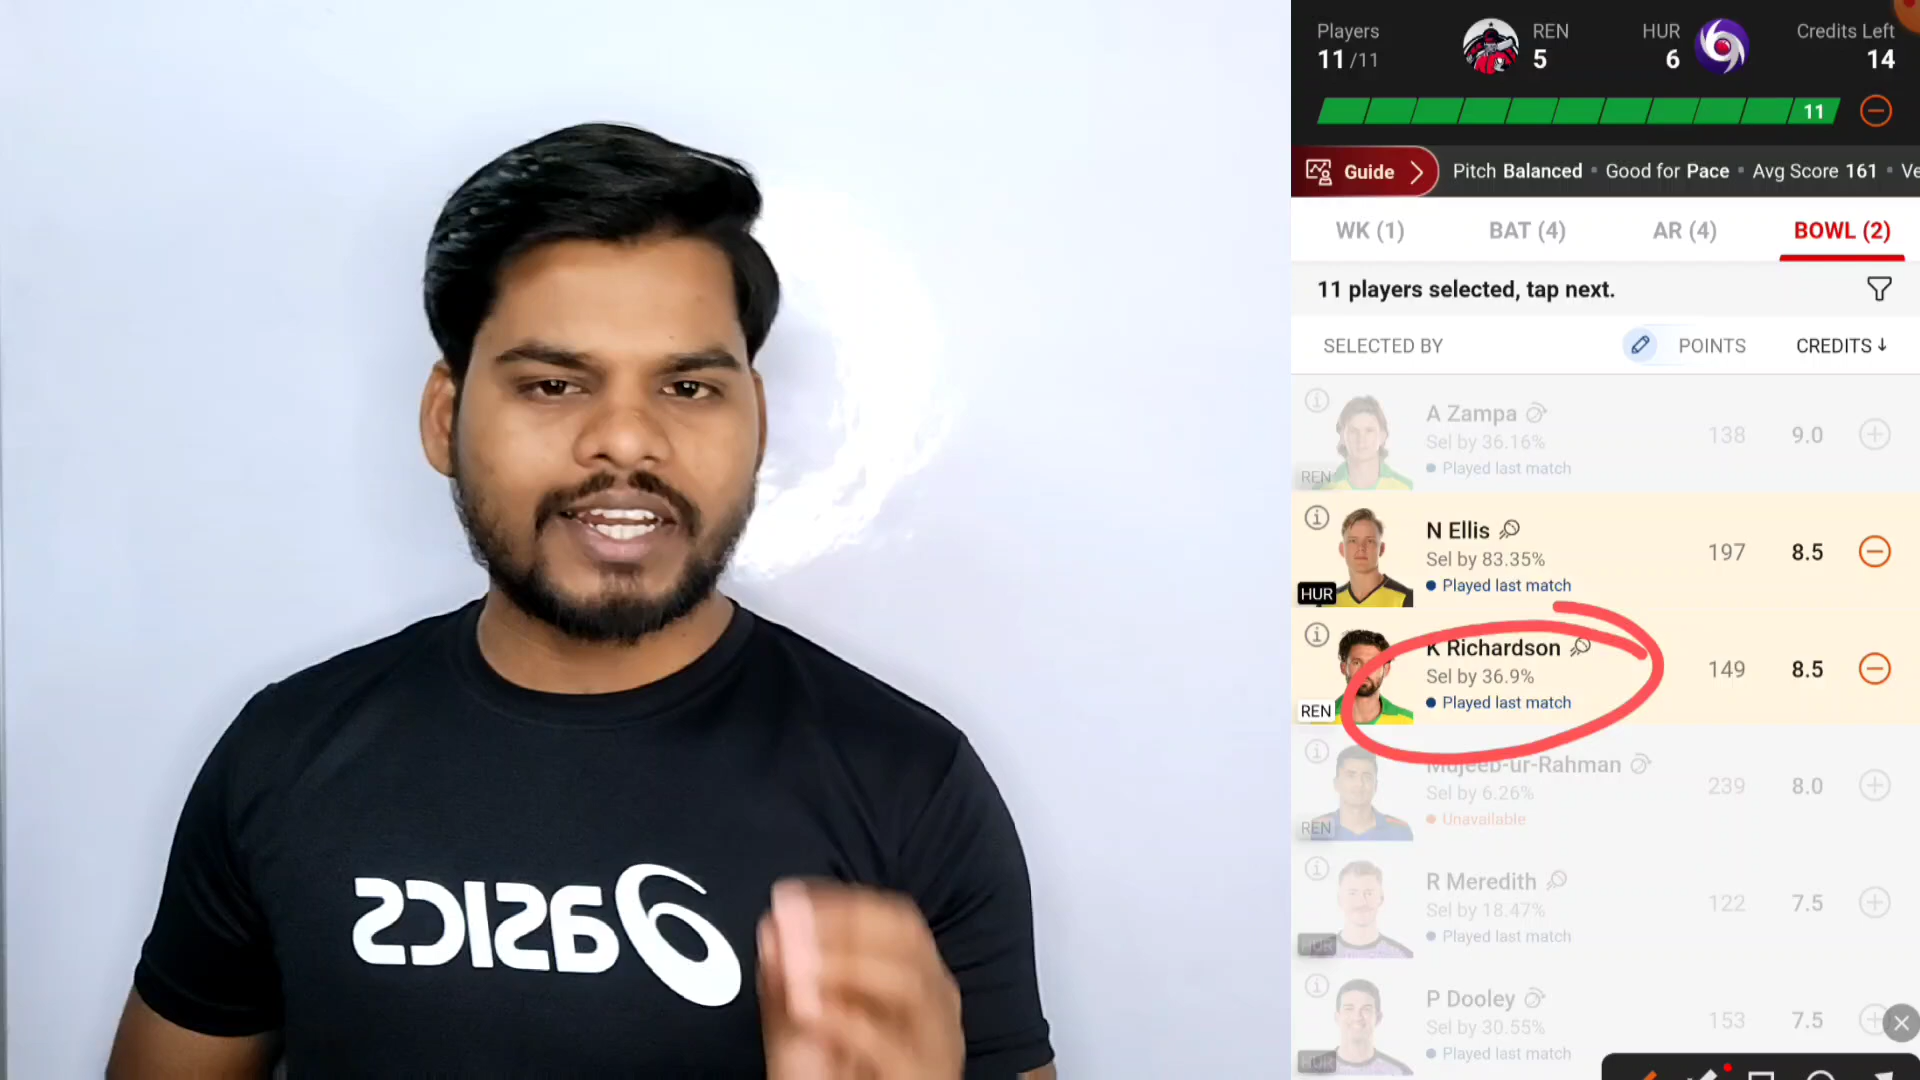 Players
11/11
REN
5
HUR
6
Credits Left
14
11
Guide
Pitch Balanced • Good for Pace • Avg Score 161 • Ve
WK (1)
BAT (4)
AR (4)
BOWL (2)
11 players selected, tap next.
SELECTED BY
POINTS
CREDITS↓
A Zampa
Sel by 36.16%
138
9.0
Played last match
REN
N Ellis
Sel by 83.35%
197
8.5
Played last match
HUR
K Richardson
Sel by 36.9%
149
8.5
Played last match
REN
Mujeeb-ur-Rahman
Sel by 6.26%
239
8.0
Unavailable
REN
R Meredith
Sel by 18.47%
122
7.5
Played last match
HUR
P Dooley
Sel by 30.55%
153
7.5
Played last match
HUR
asics